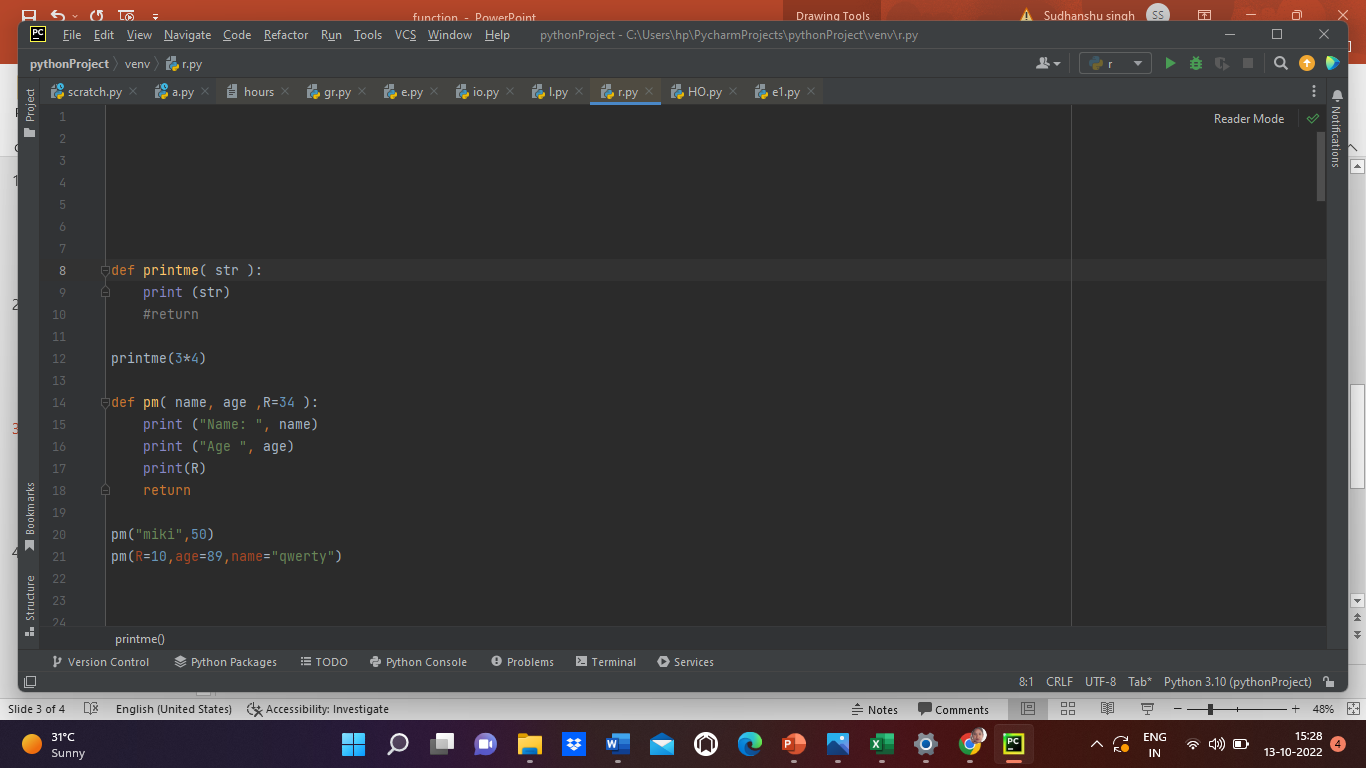 function - PowerPoint
Drawing Tools
Sudhanshu singh
SS
PC
File Edit View Navigate Code Refactor Run Tools VCS Window Help
pythonProject - C:\Users\hp\PycharmProjects\pythonProject\venv\r.py
pythonProject venv r.py
r
scratch.py a.py hours gr.py e.py io.py l.py r.py HO.py e1.py
Project
Notifications
Reader Mode
1
2
3
4
5
6
7
8 def printme( str ):
9 print (str)
10 #return
11
12 printme(3*4)
13
14 def pm( name, age ,R=34 ):
15 print ("Name: ", name)
16 print ("Age ", age)
17 print(R)
18 return
19
20 pm("miki",50)
21 pm(R=10,age=89,name="qwerty")
22
23
24
Bookmarks
Structure
printme()
Version Control Python Packages TODO Python Console Problems Terminal Services
8:1 CRLF UTF-8 Tab* Python 3.10 (pythonProject)
Slide 3 of 4 English (United States) Accessibility: Investigate Notes Comments 48%
31°C
Sunny
ENG
IN
15:28
13-10-2022
4